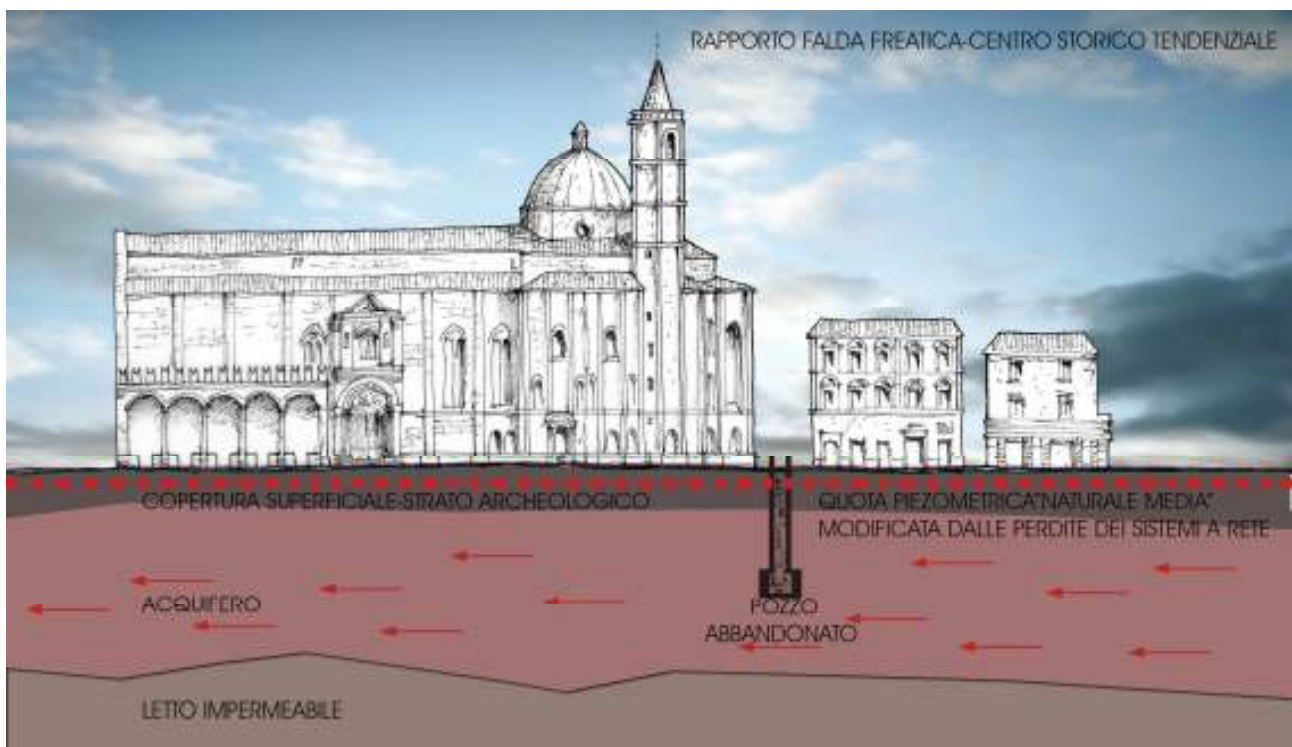 RAPPORTO FALDA FREATICA-CENTRO STORICO TENDENZIALE
COPERTURA SUPERFICIALE-STRATO ARCHEOLOGICO
QUOTA PIEZOMETRICA"NATURALE MEDIA"
MODIFICATA DALLE PERDITE DEI SISTEMI A RETE
ACQUIFERO
POZZO
ABBANDONATO
LETTO IMPERMEABILE